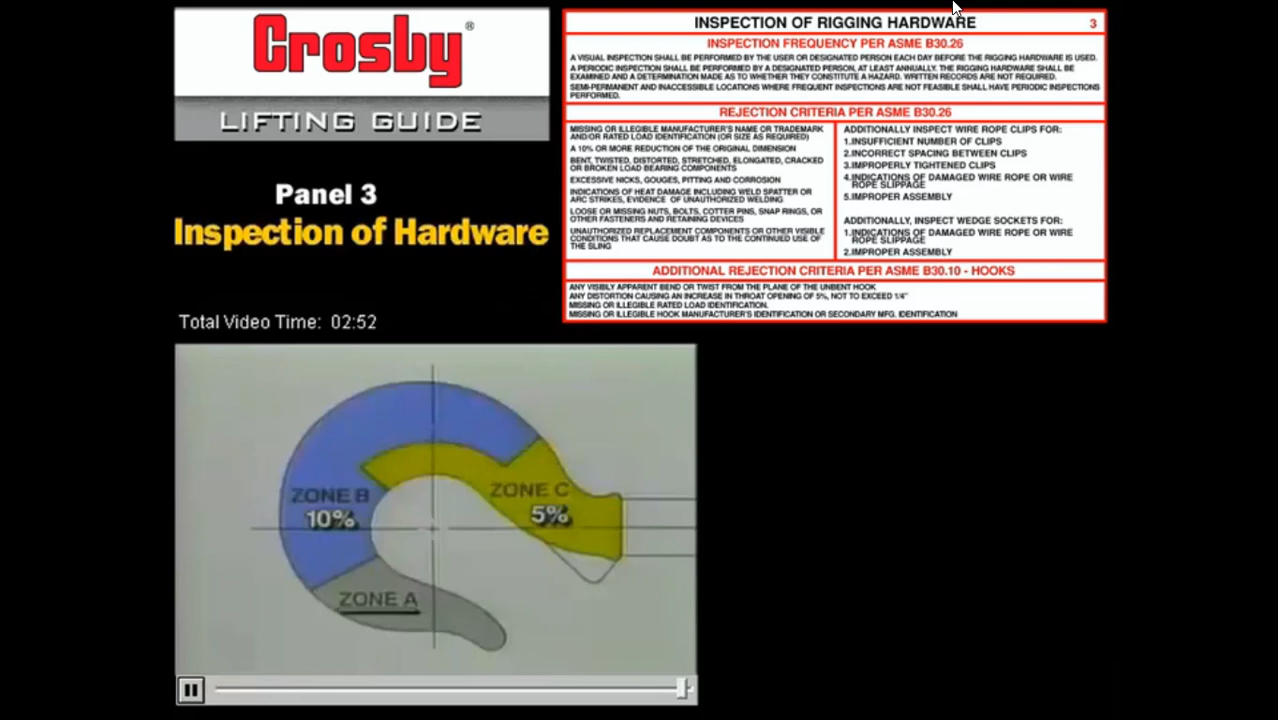 Crosby®
LIFTING GUIDE
Panel 3
Inspection of Hardware
Total Video Time: 02:52
INSPECTION OF RIGGING HARDWARE 3
INSPECTION FREQUENCY PER ASME B30.26
A VISUAL INSPECTION SHALL BE PERFORMED BY THE USER OR DESIGNATED PERSON EACH DAY BEFORE THE RIGGING HARDWARE IS USED.
A PERIODIC INSPECTION SHALL BE PERFORMED BY A DESIGNATED PERSON, AT LEAST ANNUALLY. THE RIGGING HARDWARE SHALL BE
EXAMINED AND A DETERMINATION MADE AS TO WHETHER THEY CONSTITUTE A HAZARD. WRITTEN RECORDS ARE NOT REQUIRED.
SEMI-PERMANENT AND INACCESSIBLE LOCATIONS WHERE FREQUENT INSPECTIONS ARE NOT FEASIBLE SHALL HAVE PERIODIC INSPECTIONS
PERFORMED.
REJECTION CRITERIA PER ASME B30.26
MISSING OR ILLEGIBLE MANUFACTURER'S NAME OR TRADEMARK
AND/OR RATED LOAD IDENTIFICATION (OR SIZE AS REQUIRED)
A 10% OR MORE REDUCTION OF THE ORIGINAL DIMENSION
BENT, TWISTED, DISTORTED, STRETCHED, ELONGATED, CRACKED
OR BROKEN LOAD BEARING COMPONENTS
EXCESSIVE NICKS, GOUGES, PITTING AND CORROSION
INDICATIONS OF HEAT DAMAGE INCLUDING WELD SPATTER OR
ARC STRIKES, EVIDENCE OF UNAUTHORIZED WELDING
LOOSE OR MISSING NUTS, BOLTS, COTTER PINS, SNAP RINGS, OR
OTHER FASTENERS AND RETAINING DEVICES
UNAUTHORIZED REPLACEMENT COMPONENTS OR OTHER VISIBLE
CONDITIONS THAT CAUSE DOUBT AS TO THE CONTINUED USE OF
THE SLING
ADDITIONALLY INSPECT WIRE ROPE CLIPS FOR:
1.INSUFFICIENT NUMBER OF CLIPS
2.INCORRECT SPACING BETWEEN CLIPS
3.IMPROPERLY TIGHTENED CLIPS
4.INDICATIONS OF DAMAGED WIRE ROPE OR WIRE
ROPE SLIPPAGE
5.IMPROPER ASSEMBLY
ADDITIONALLY, INSPECT WEDGE SOCKETS FOR:
1.INDICATIONS OF DAMAGED WIRE ROPE OR WIRE
ROPE SLIPPAGE
2.IMPROPER ASSEMBLY
ADDITIONAL REJECTION CRITERIA PER ASME B30.10 - HOOKS
ANY VISIBLY APPARENT BEND OR TWIST FROM THE PLANE OF THE UNBENT HOOK
ANY DISTORTION CAUSING AN INCREASE IN THROAT OPENING OF 5%, NOT TO EXCEED 1/4"
MISSING OR ILLEGIBLE RATED LOAD IDENTIFICATION.
MISSING OR ILLEGIBLE HOOK MANUFACTURER'S IDENTIFICATION OR SECONDARY MFG. IDENTIFICATION
ZONE B
10%
ZONE C
5%
ZONE A